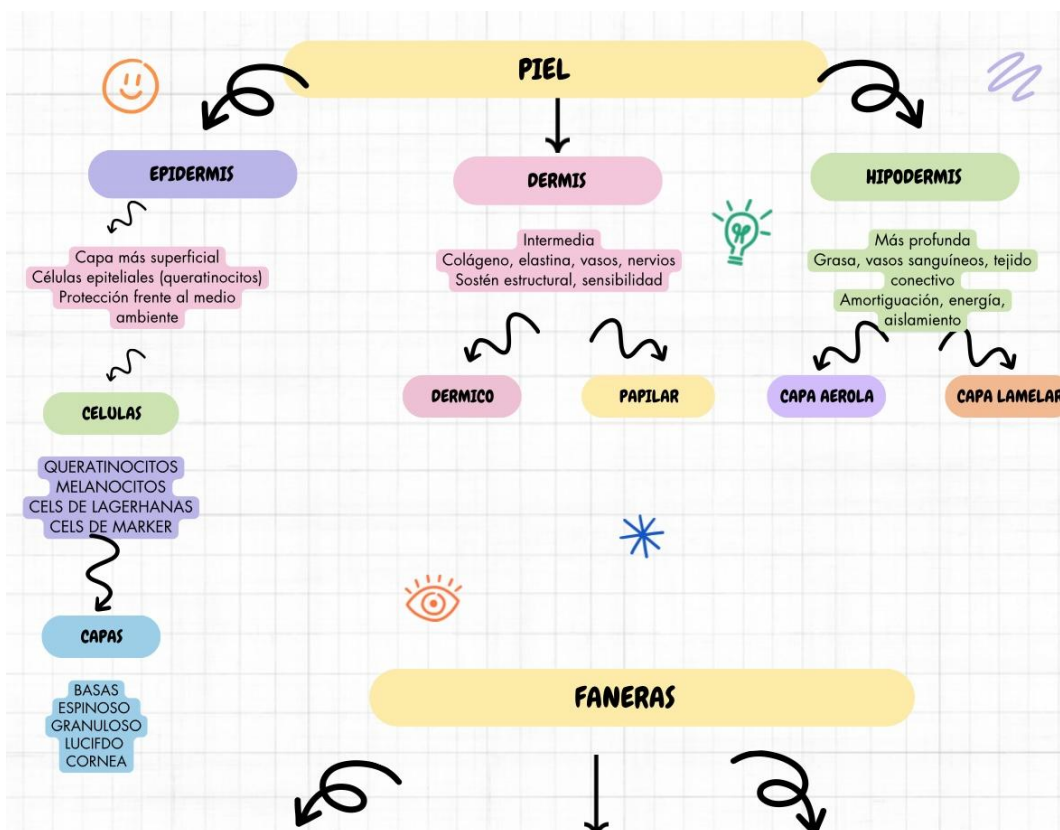 PIEL
EPIDERMIS
Capa más superficial
Células epiteliales (queratinocitos)
Protección frente al medio
ambiente
CELULAS
QUERATINOCITOS
MELANOCITOS
CELS DE LAGERHANAS
CELS DE MARKER
CAPAS
BASAS
ESPINOSO
GRANULOSO
LUCIFDO
CORNEA
DERMIS
Intermedia
Colágeno, elastina, vasos, nervios
Sostén estructural, sensibilidad
DERMICO
PAPILAR
HIPODERMIS
Más profunda
Grasa, vasos sanguíneos, tejido
conectivo
Amortiguación, energía,
aislamiento
CAPA AEROLA
CAPA LAMELAR
FANERAS